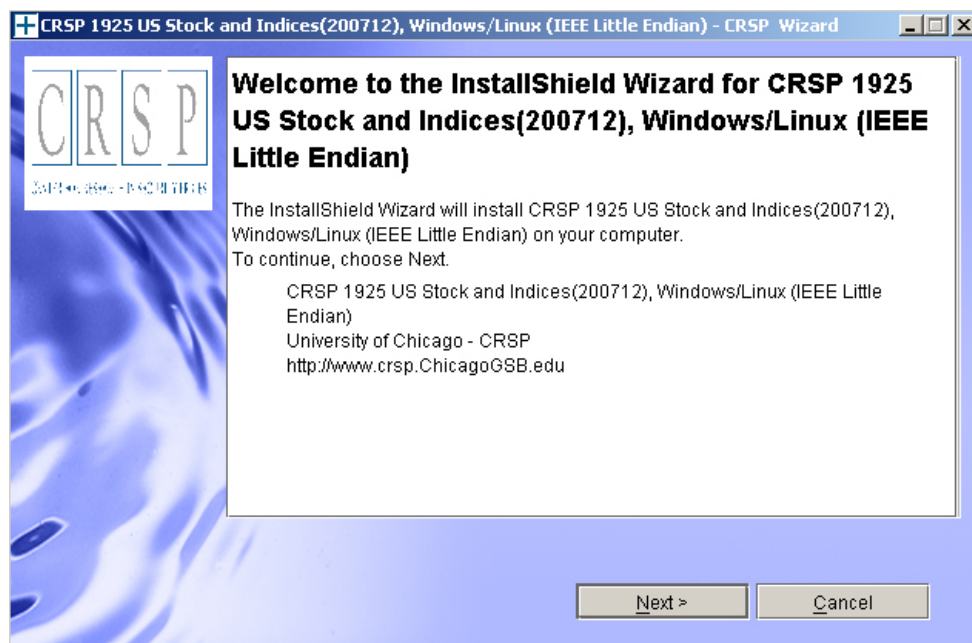 CRSP 1925 US Stock and Indices(200712), Windows/Linux (IEEE Little Endian) - CRSP Wizard
CRSP
Welcome to the InstallShield Wizard for CRSP 1925
US Stock and Indices(200712), Windows/Linux (IEEE
Little Endian)
The InstallShield Wizard will install CRSP 1925 US Stock and Indices(200712),
Windows/Linux (IEEE Little Endian) on your computer.
To continue, choose Next.
CRSP 1925 US Stock and Indices(200712), Windows/Linux (IEEE Little
Endian)
University of Chicago - CRSP
http://www.crsp.ChicagoGSB.edu
Next >
Cancel